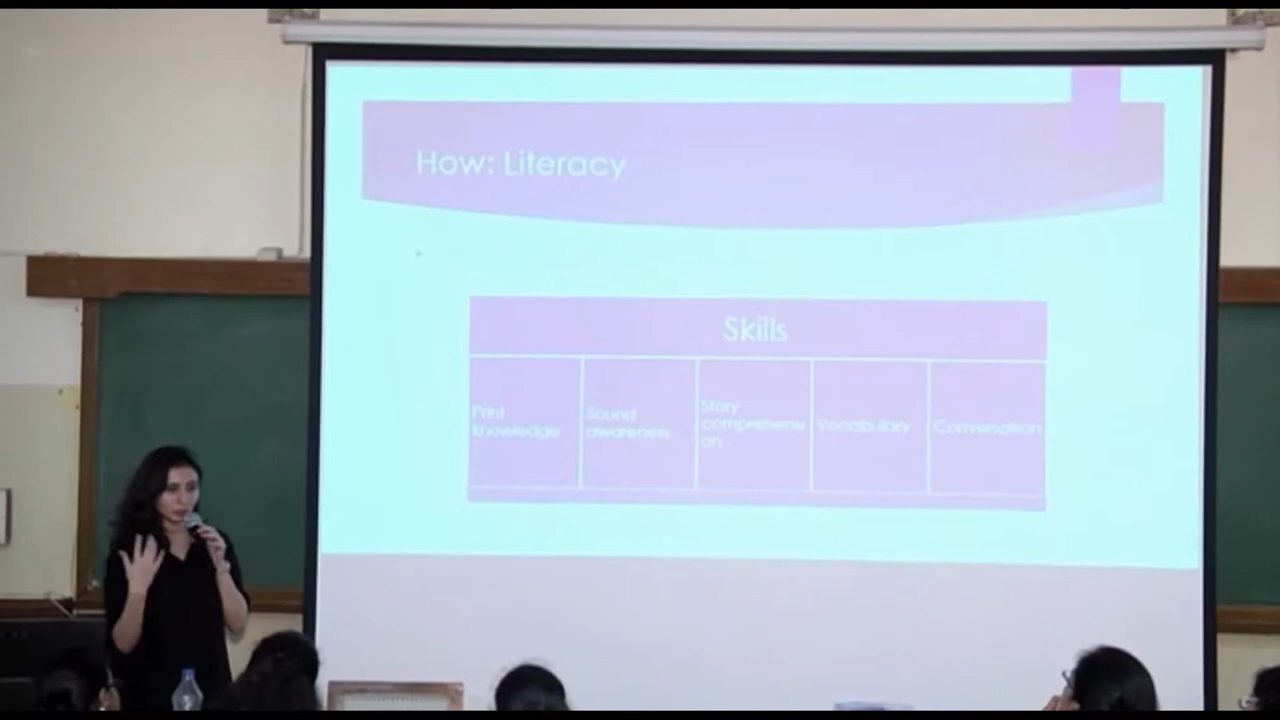 How: Literacy
Skills
Print
knowledge
Sound
awareness
Story
comprehensi
on
Vocabulary
Conversation